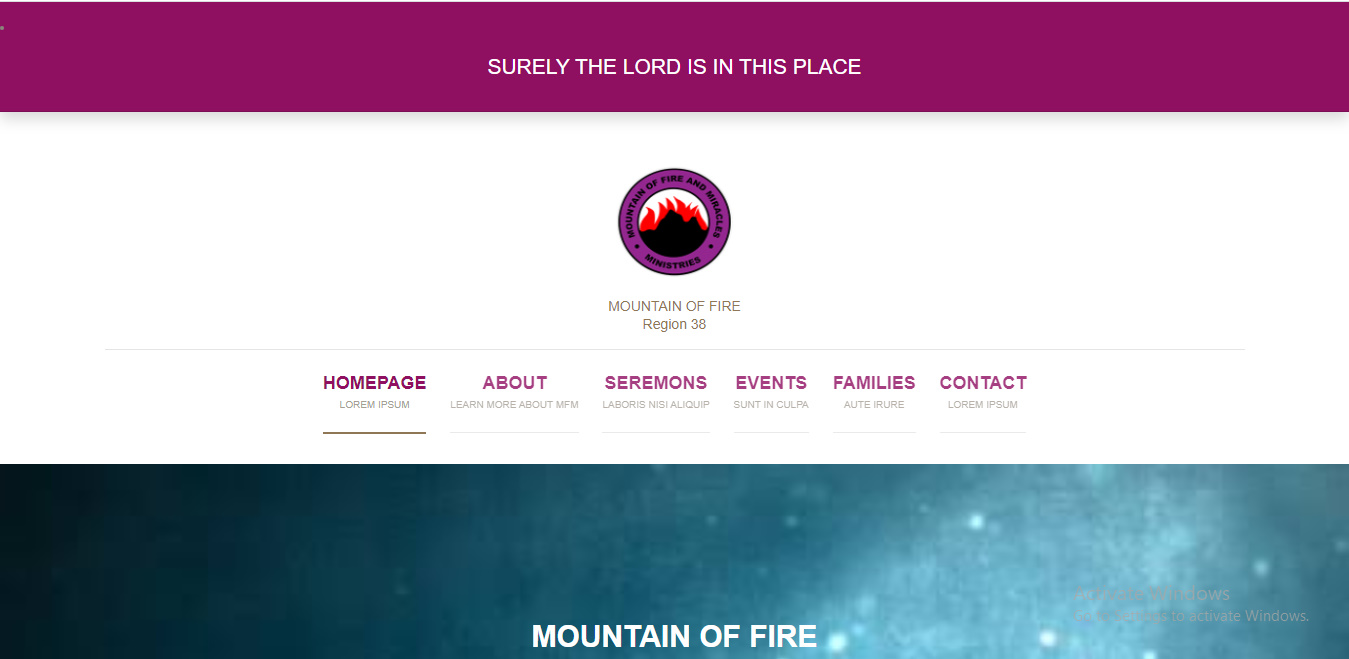 SURELY THE LORD IS IN THIS PLACE
MOUNTAIN OF FIRE AND MIRACLES
MINISTRIES
MOUNTAIN OF FIRE
Region 38
HOMEPAGE ABOUT SEREMONS EVENTS FAMILIES CONTACT
LOREM IPSUM LEARN MORE ABOUT MFM LABORIS NISI ALIQUIP SUNT IN CULPA AUTE IRURE LOREM IPSUM
Activate Windows
Go to Settings to activate Windows.
MOUNTAIN OF FIRE